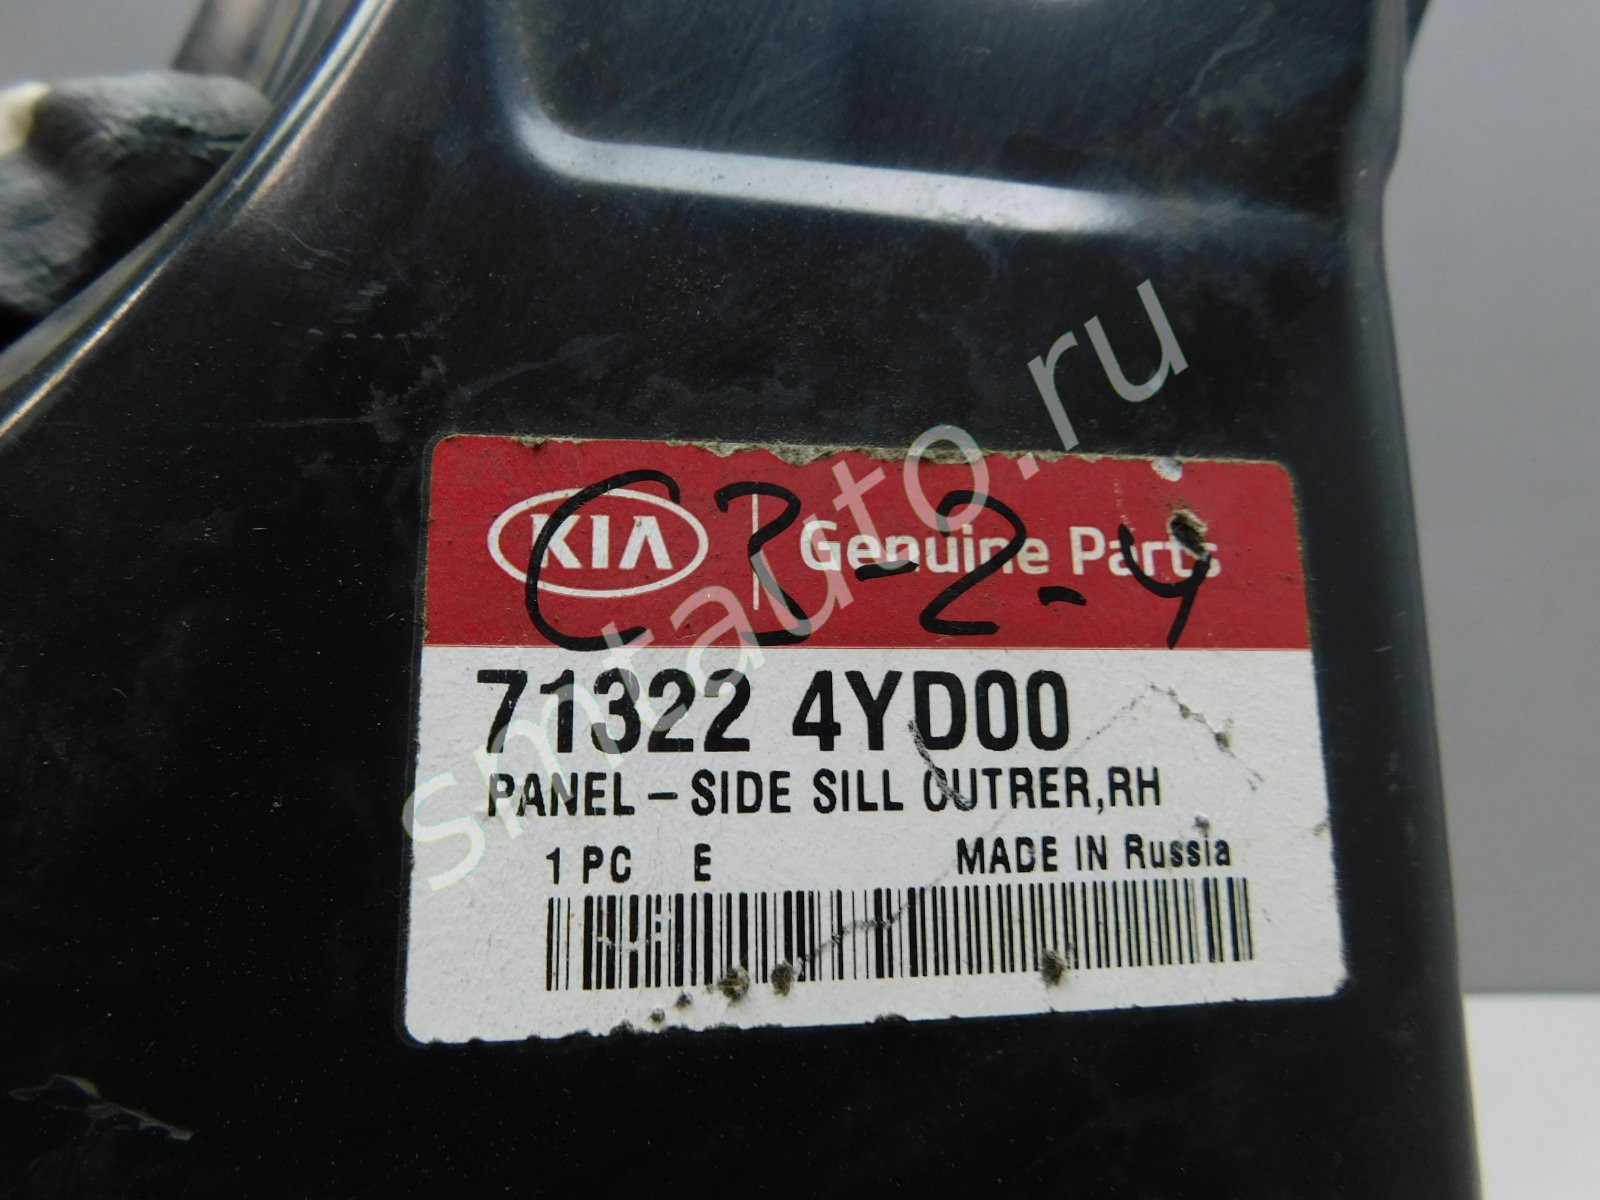 KIA Genuine Parts
C3-2-4
71322 4YD00
PANEL-SIDE SILL OUTRER,RH
1 PC E MADE IN Russia
smtauto.ru